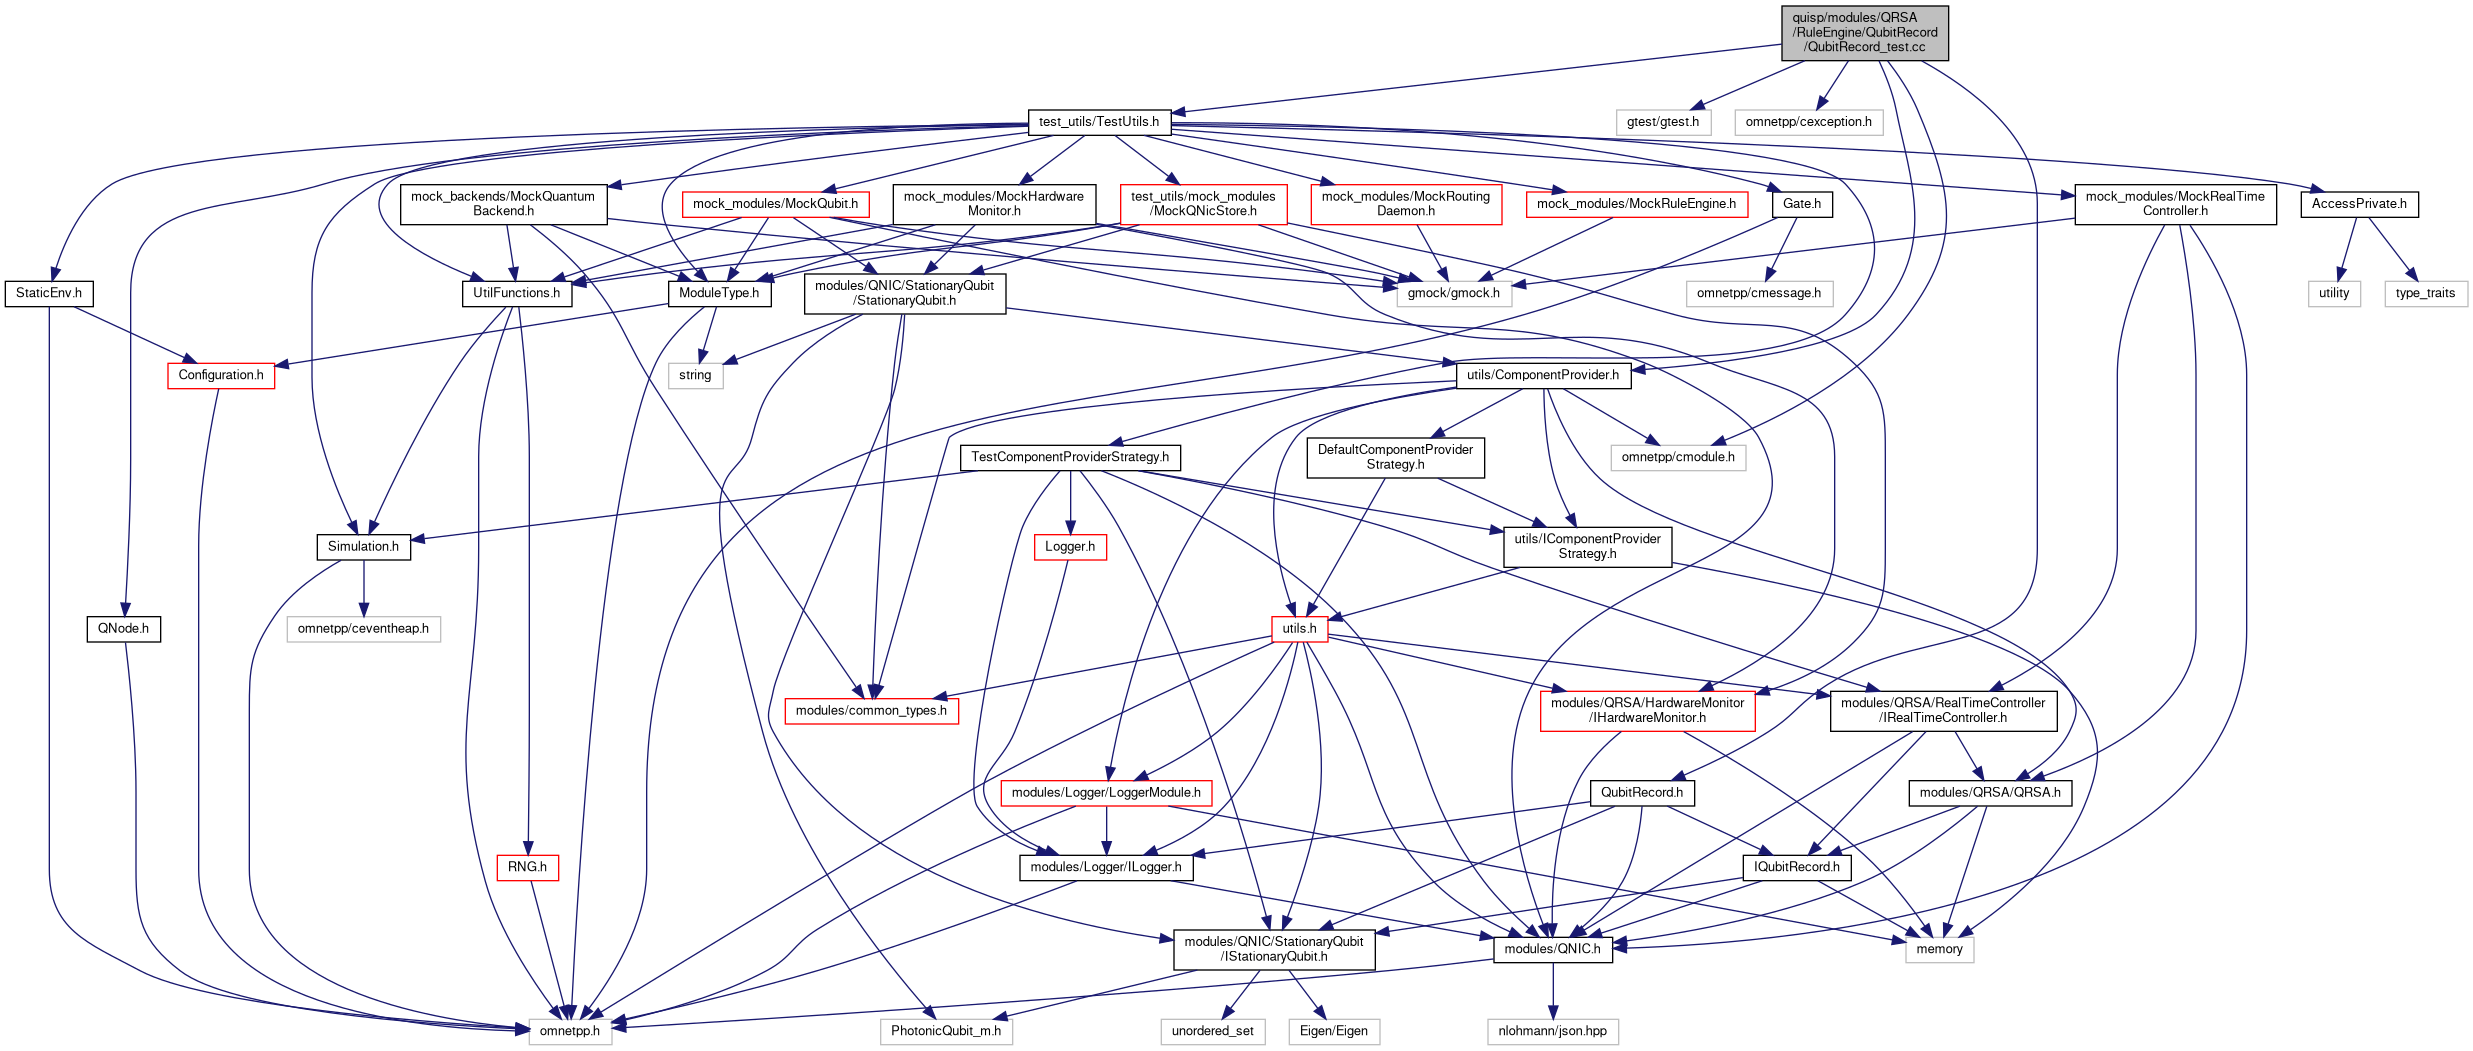 quisp/modules/QRSA
/RuleEngine/QubitRecord
/QubitRecord_test.cc
test_utils/TestUtils.h
gtest/gtest.h
omnetpp/cexception.h
mock_backends/MockQuantum
Backend.h
mock_modules/MockQubit.h
mock_modules/MockHardware
Monitor.h
test_utils/mock_modules
/MockQNicStore.h
mock_modules/MockRouting
Daemon.h
mock_modules/MockRuleEngine.h
Gate.h
mock_modules/MockRealTime
Controller.h
AccessPrivate.h
StaticEnv.h
UtilFunctions.h
ModuleType.h
modules/QNIC/StationaryQubit
/StationaryQubit.h
gmock/gmock.h
omnetpp/cmessage.h
utility
type_traits
Configuration.h
string
utils/ComponentProvider.h
TestComponentProviderStrategy.h
DefaultComponentProvider
Strategy.h
omnetpp/cmodule.h
Simulation.h
Logger.h
utils/IComponentProvider
Strategy.h
QNode.h
omnetpp/ceventheap.h
utils.h
modules/common_types.h
modules/QRSA/HardwareMonitor
/IHardwareMonitor.h
modules/QRSA/RealTimeController
/IRealTimeController.h
modules/Logger/LoggerModule.h
QubitRecord.h
modules/QRSA/QRSA.h
RNG.h
modules/Logger/ILogger.h
IQubitRecord.h
modules/QNIC/StationaryQubit
/IStationaryQubit.h
modules/QNIC.h
memory
omnetpp.h
PhotonicQubit_m.h
unordered_set
Eigen/Eigen
nlohmann/json.hpp